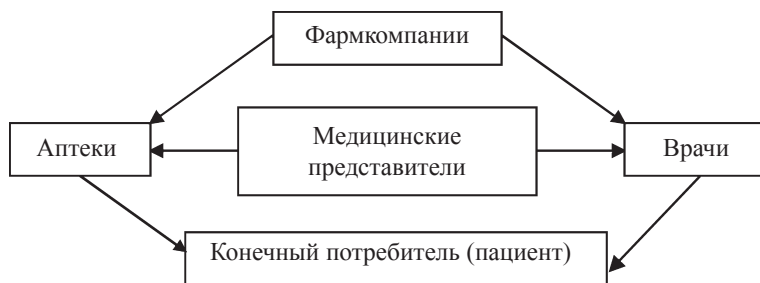 Фармкомпании
Аптеки
Медицинские
представители
Врачи
Конечный потребитель (пациент)